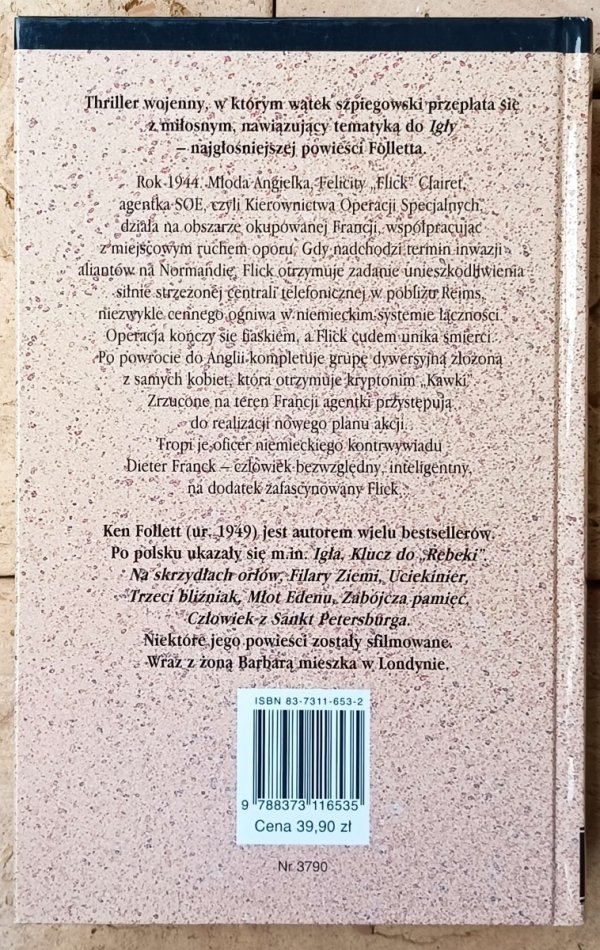 Thriller wojenny, w którym wątek szpiegowski przeplata się
z miłosnym, nawiązujący tematyką do Igły
– najgłośniejszej powieści Folletta.
Rok 1944. Młoda Angielka, Felicity „Flick” Clairet,
agentka SOE, czyli Kierownictwa Operacji Specjalnych,
działa na obszarze okupowanej Francji, współpracując
z miejscowym ruchem oporu. Gdy nadchodzi termin inwazji
aliantów na Normandię, Flick otrzymuje zadanie unieszkodliwienia
silnie strzeżonej centrali telefonicznej w pobliżu Reims,
niezwykle cennego ogniwa w niemieckim systemie łączności.
Operacja kończy się fiaskiem, a Flick cudem unika śmierci.
Po powrocie do Anglii kompletuje grupę dywersyjną złożoną
z samych kobiet, która otrzymuje kryptonim „Kawki”.
Zrzucone na teren Francji agentki przystępują
do realizacji nowego planu akcji.
Tropi je oficer niemieckiego kontrwywiadu
Dieter Franck – człowiek bezwzględny, inteligentny,
na dodatek zafascynowany Flick.
Ken Follett (ur. 1949) jest autorem wielu bestsellerów.
Po polsku ukazały się m.in. Igła, Klucz do „Rebeki”,
Na skrzydłach orłów, Filary Ziemi, Uciekinier,
Trzeci bliźniak, Młot Edenu, Zabójcza pamięć,
Człowiek z Sankt Petersburga.
Niektóre jego powieści zostały sfilmowane.
Wraz z żoną Barbarą mieszka w Londynie.
ISBN 83-7311-653-2
9 788373 116535
Cena 39,90 zł
Nr 3790